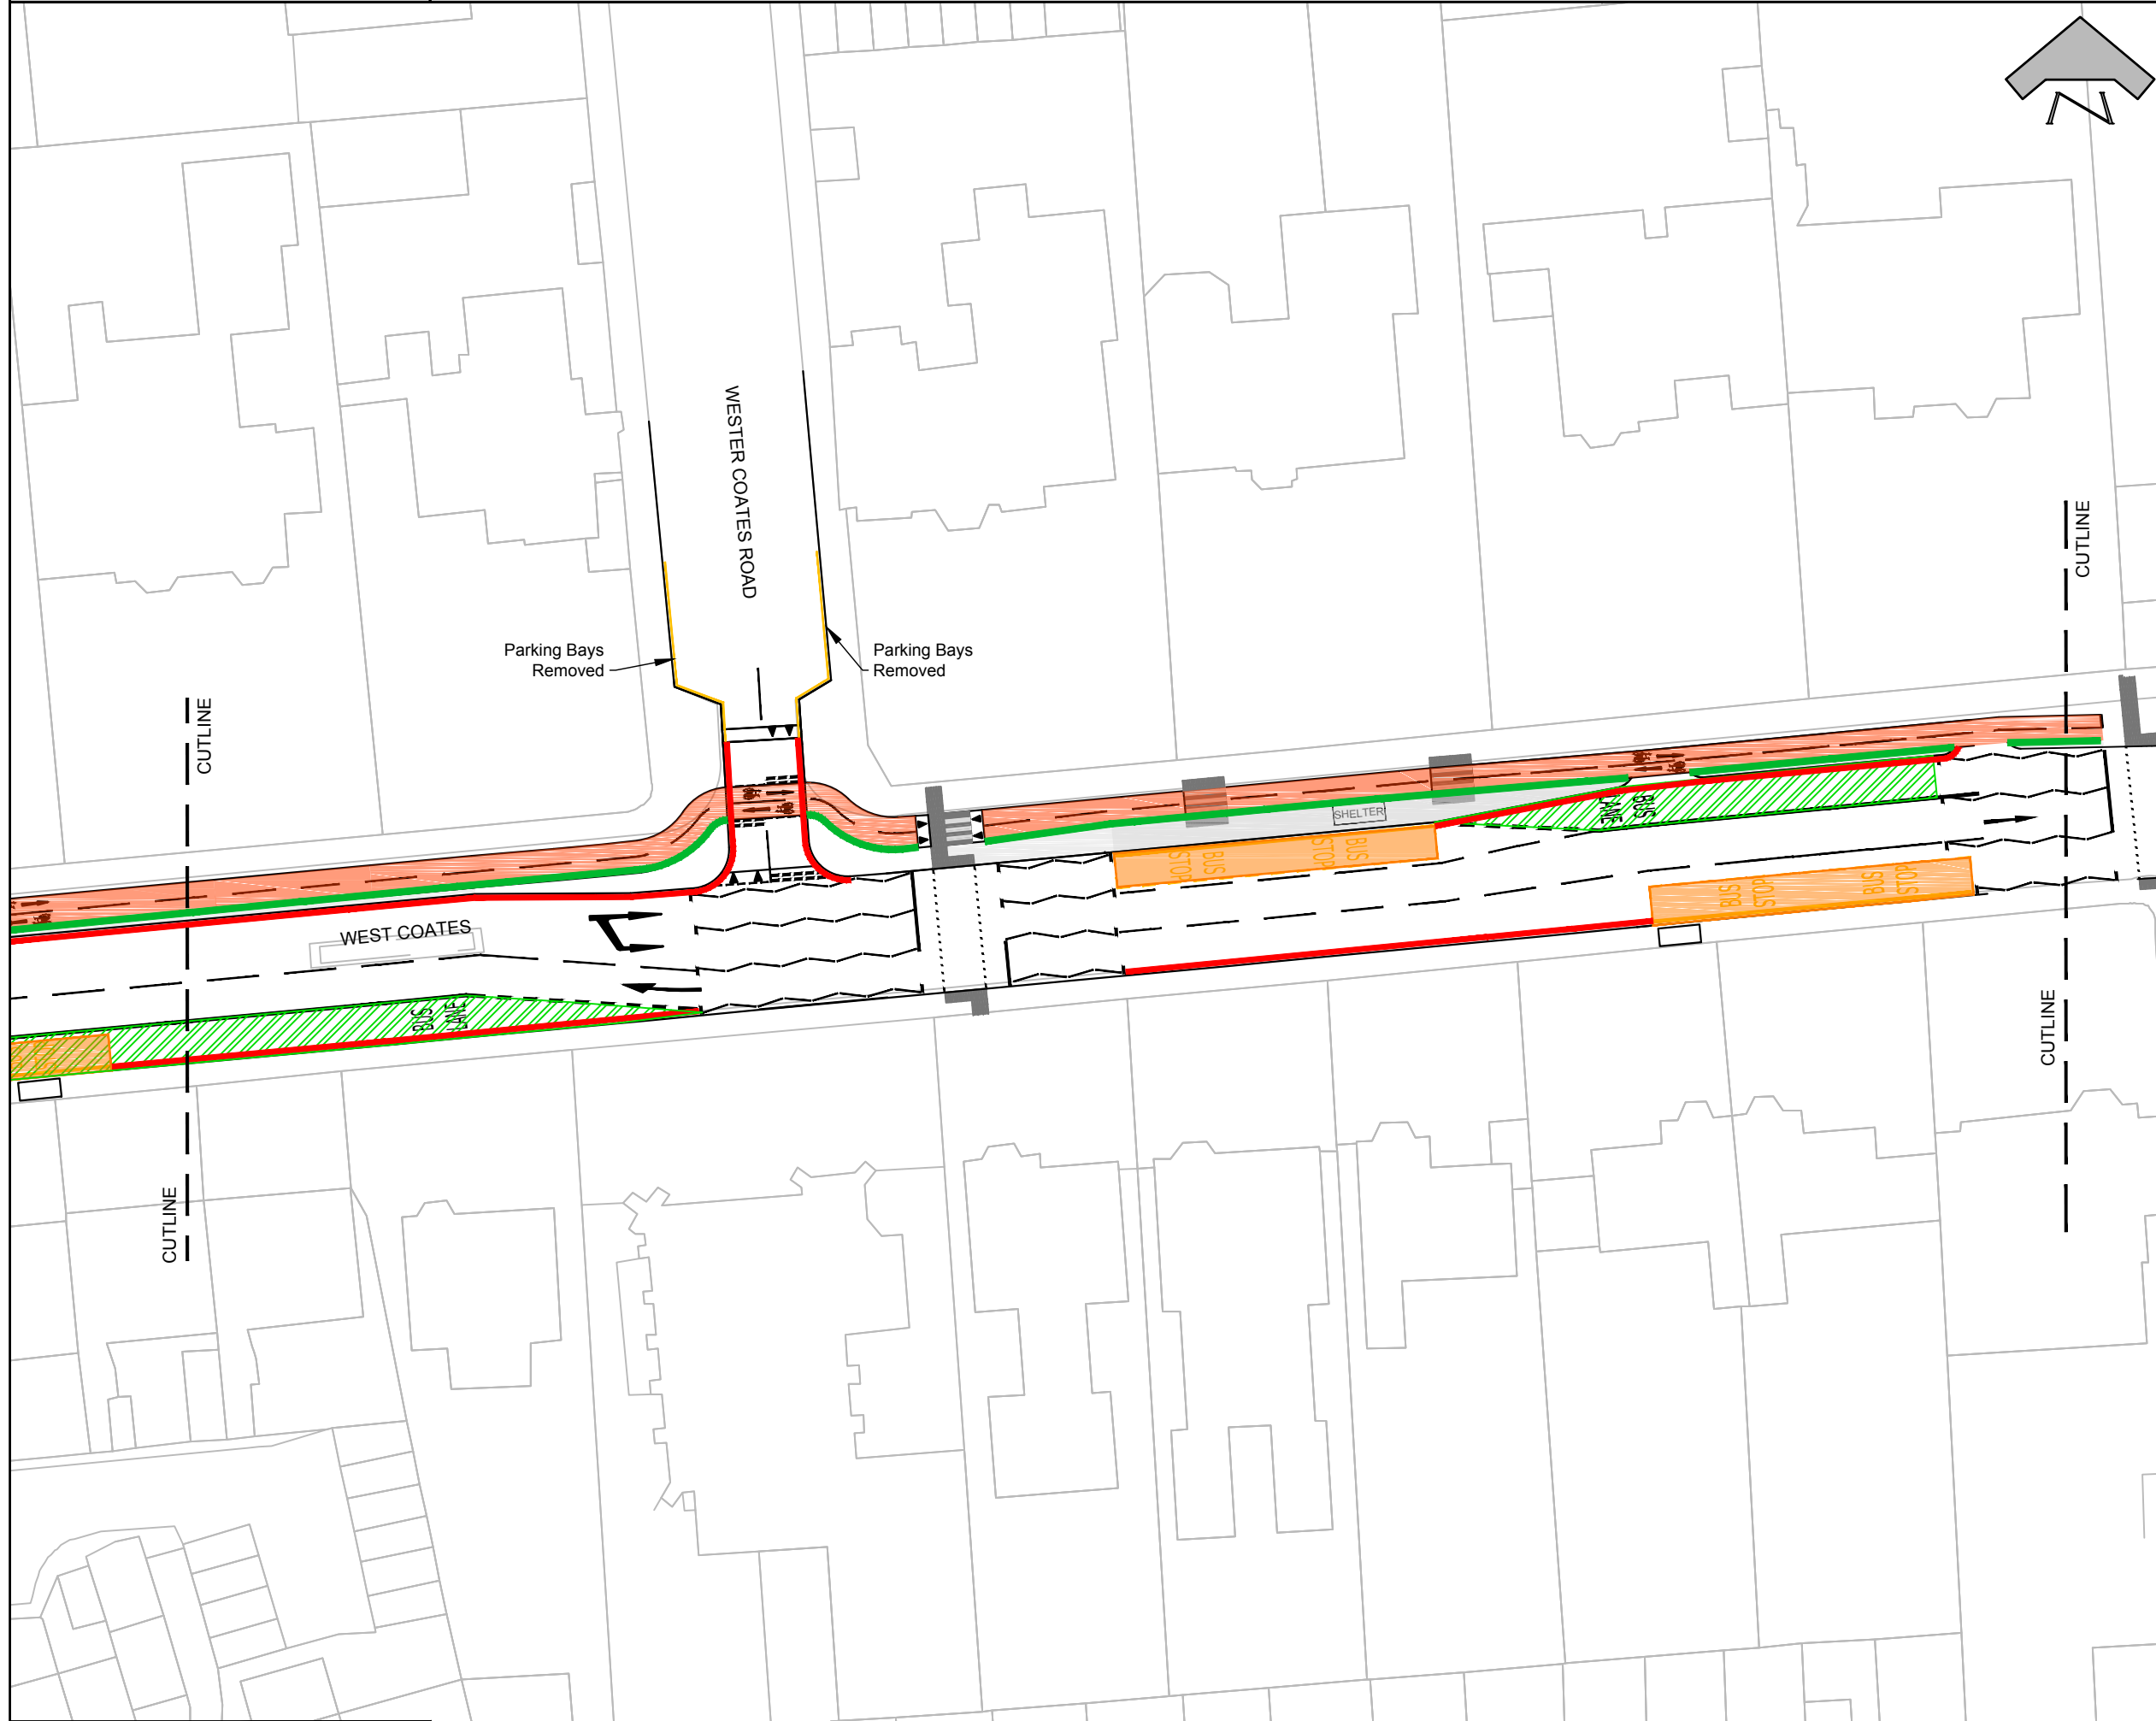 WESTER COATES ROAD
CUTLINE
Parking Bays
Removed
Parking Bays
Removed
CUTLINE
SHELTER
BUS
LANE
BUS
STOP
BUS
STOP
BUS
STOP
BUS
STOP
WEST COATES
BUS
LANE
CUTLINE
CUTLINE
N